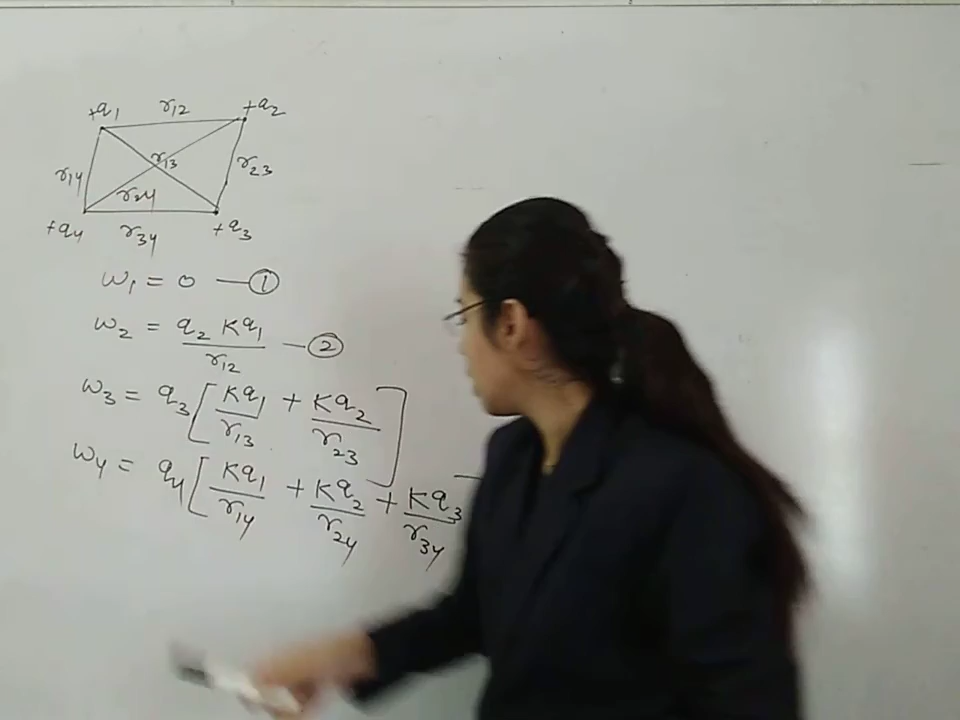 +q1 r12 +q2
r14 r13 r23
r24
+q4 r34 +q3
W1 = 0 — ①
W2 = q2 Kq1 / r12 — ②
W3 = q3 [ Kq1 / r13 + Kq2 / r23 ]
W4 = q4 [ Kq1 / r14 + Kq2 / r24 + Kq3 / r34